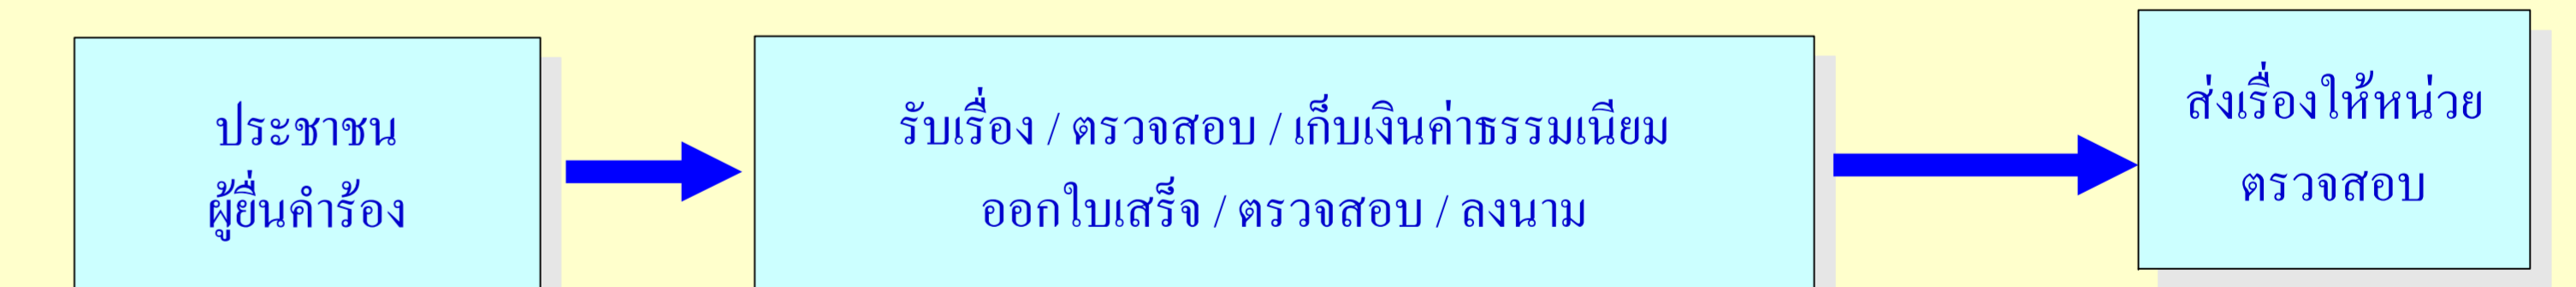 ประชาชน
ผู้ยื่นคำร้อง
รับเรื่อง / ตรวจสอบ / เก็บเงินค่าธรรมเนียม
ออกใบเสร็จ / ตรวจสอบ / ลงนาม
ส่งเรื่องให้หน่วย
ตรวจสอบ